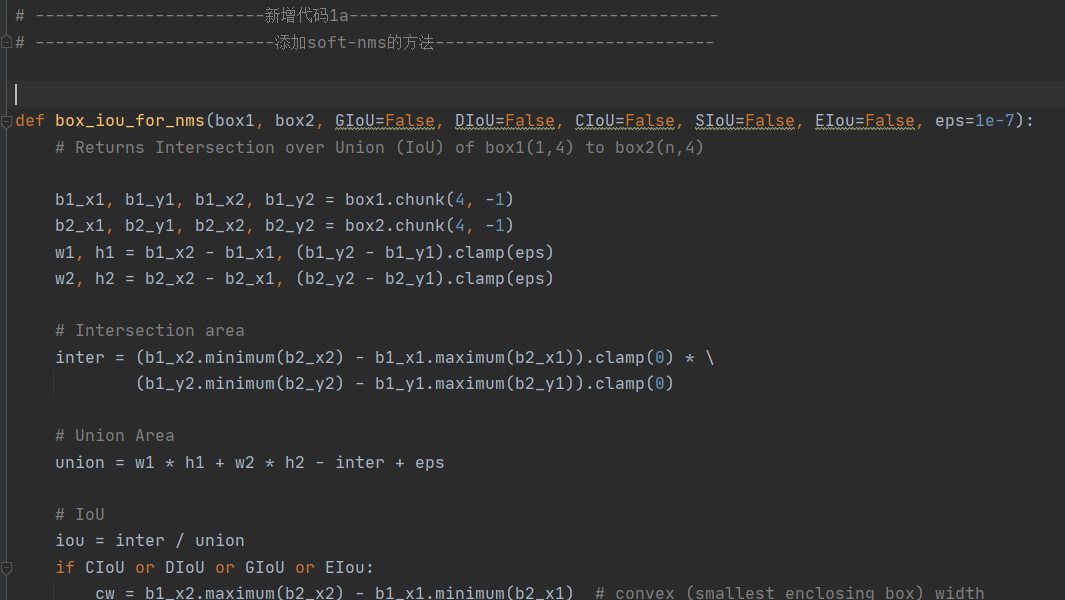 # -----------------------新增代码1a-------------------------------------
# ------------------------添加soft-nms的方法----------------------------
def box_iou_for_nms(box1, box2, GIoU=False, DIoU=False, CIoU=False, SIoU=False, EIou=False, eps=1e-7):
# Returns Intersection over Union (IoU) of box1(1,4) to box2(n,4)
b1_x1, b1_y1, b1_x2, b1_y2 = box1.chunk(4, -1)
b2_x1, b2_y1, b2_x2, b2_y2 = box2.chunk(4, -1)
w1, h1 = b1_x2 - b1_x1, (b1_y2 - b1_y1).clamp(eps)
w2, h2 = b2_x2 - b2_x1, (b2_y2 - b2_y1).clamp(eps)
# Intersection area
inter = (b1_x2.minimum(b2_x2) - b1_x1.maximum(b2_x1)).clamp(0) * \
(b1_y2.minimum(b2_y2) - b1_y1.maximum(b2_y1)).clamp(0)
# Union Area
union = w1 * h1 + w2 * h2 - inter + eps
# IoU
iou = inter / union
if CIoU or DIoU or GIoU or EIou:
cw = b1_x2.maximum(b2_x2) - b1_x1.minimum(b2_x1)  # convex (smallest enclosing box) width